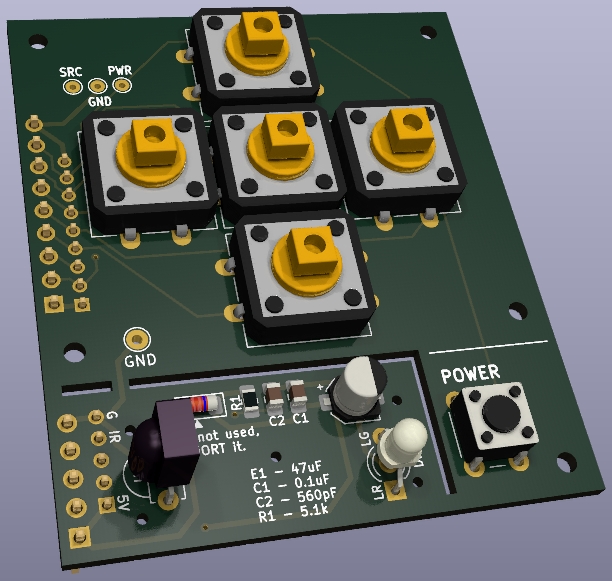 SRC PWR
GND
GND
POWER
R1
+
C2 C1
G
IR
not used,
ORT it.
5V
E1 - 47uF
C1 - 0.1uF
C2 - 560pF
R1 - 5.1k
LG
LR